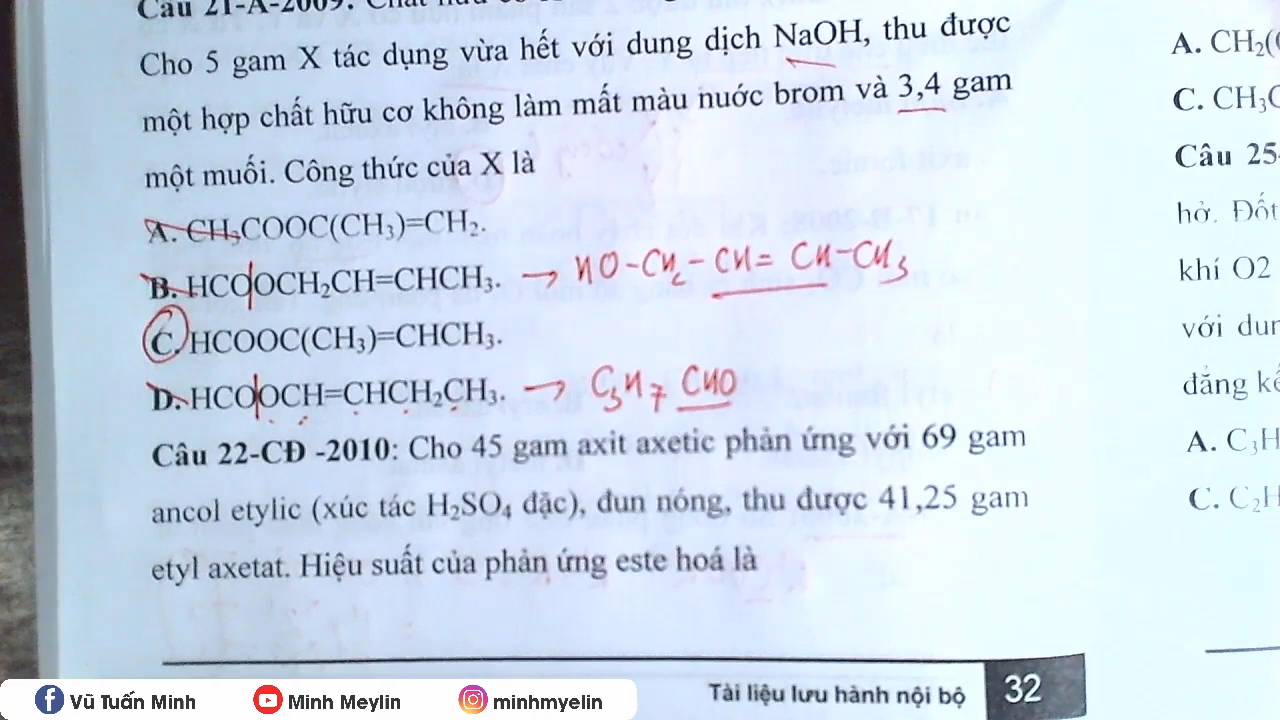 Câu 21-A-2009:
Cho 5 gam X tác dụng vừa hết với dung dịch NaOH, thu được
một hợp chất hữu cơ không làm mất màu nuớc brom và 3,4 gam
một muối. Công thức của X là
A. CH₃COOC(CH₃)=CH₂.
B. HCOOCH₂CH=CHCH₃. → HO-CH₂-CH=CH-CH₃
C. HCOOC(CH₃)=CHCH₃.
D. HCOOCH=CHCH₂CH₃. → C₃H₇CHO
Câu 22-CĐ -2010: Cho 45 gam axit axetic phản ứng với 69 gam
ancol etylic (xúc tác H₂SO₄ đặc), đun nóng, thu được 41,25 gam
etyl axetat. Hiệu suất của phản ứng este hoá là
Tài liệu lưu hành nội bộ 32
A. CH₂(
C. CH₃
Câu 25
hở. Đốt
khí O2
với
đẳng
A. C₃H
C. C₂H
Vũ Tuấn Minh Minh Meylin minhmyelin